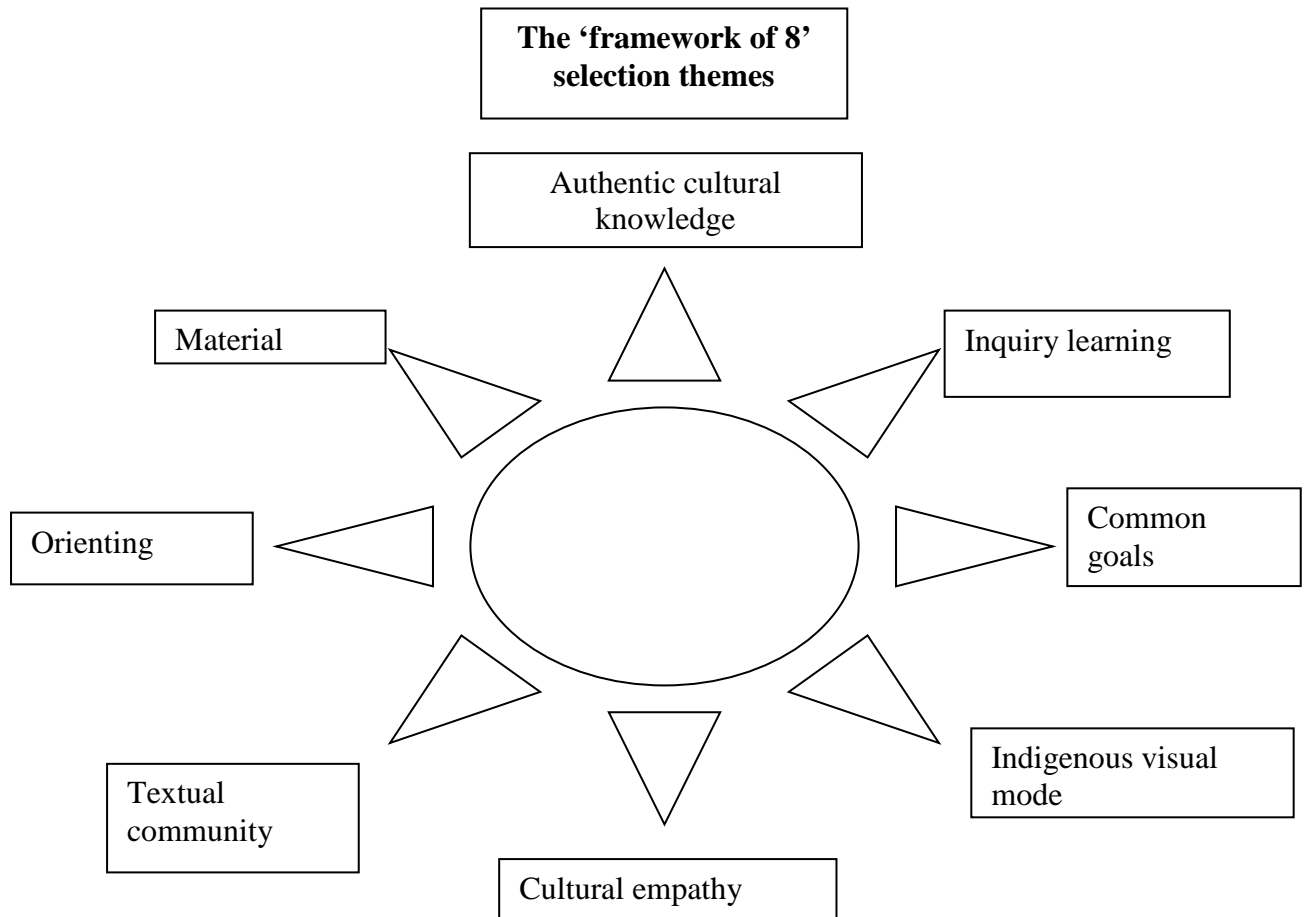 The ‘framework of 8’
selection themes
Authentic cultural
knowledge
Material
Inquiry learning
Orienting
Common
goals
Textual
community
Indigenous visual
mode
Cultural empathy